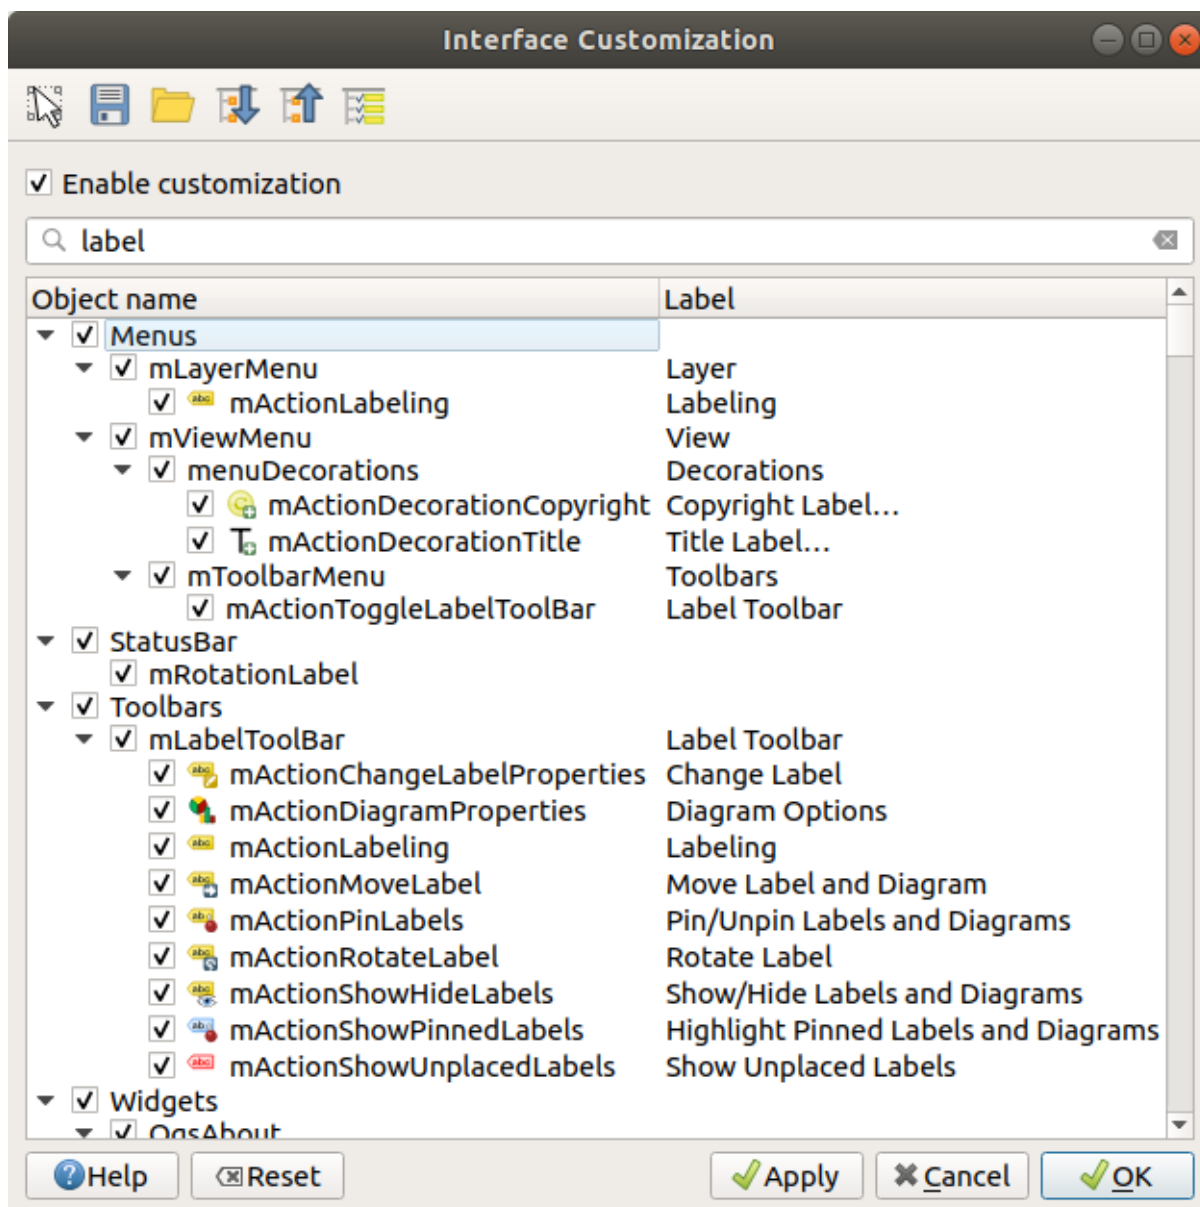 Interface Customization
Enable customization
label
Object name Label
Menus
mLayerMenu Layer
mActionLabeling Labeling
mViewMenu View
menuDecorations Decorations
mActionDecorationCopyright Copyright Label...
mActionDecorationTitle Title Label...
mToolbarMenu Toolbars
mActionToggleLabelToolBar Label Toolbar
StatusBar
mRotationLabel
Toolbars
mLabelToolBar Label Toolbar
mActionChangeLabelProperties Change Label
mActionDiagramProperties Diagram Options
mActionLabeling Labeling
mActionMoveLabel Move Label and Diagram
mActionPinLabels Pin/Unpin Labels and Diagrams
mActionRotateLabel Rotate Label
mActionShowHideLabels Show/Hide Labels and Diagrams
mActionShowPinnedLabels Highlight Pinned Labels and Diagrams
mActionShowUnplacedLabels Show Unplaced Labels
Widgets
QgsAbout
Help Reset Apply Cancel OK